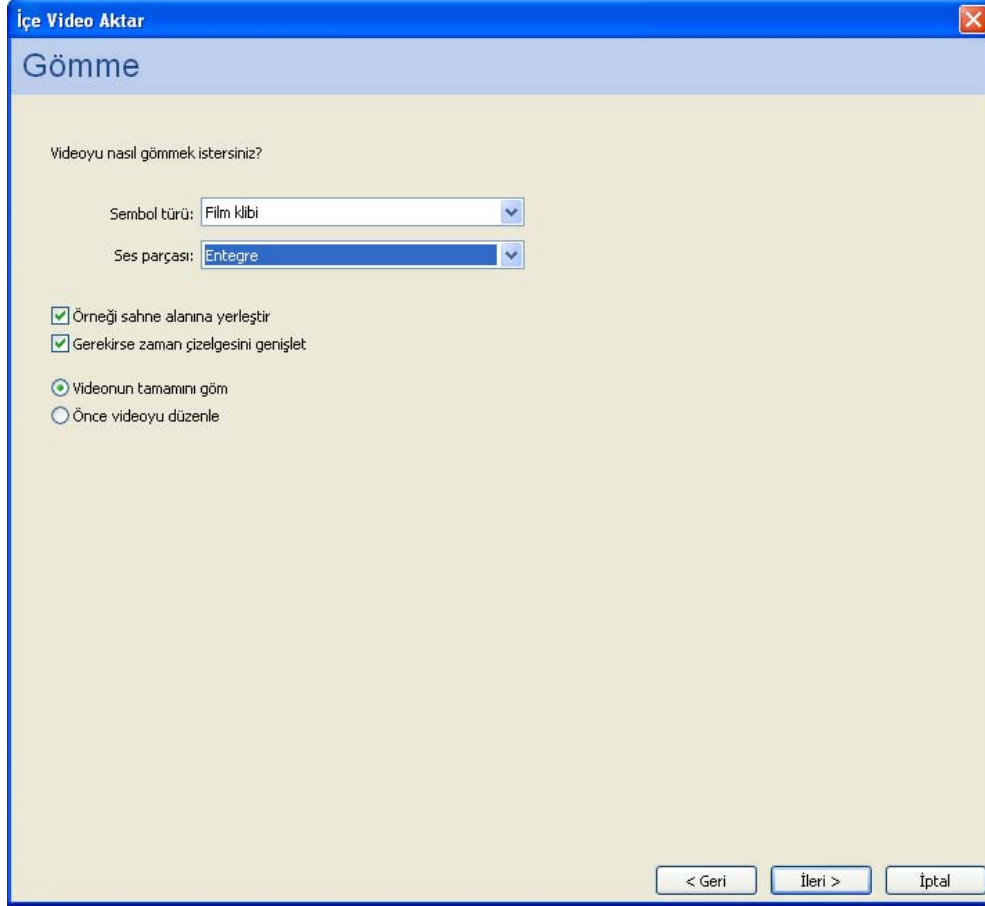 İçe Video Aktar
Gömme
Videoyu nasıl gömmek istersiniz?
Sembol türü: Film klibi
Ses parçası: Entegre
Örneği sahne alanına yerleştir
Gerekirse zaman çizelgesini genişlet
Videonun tamamını göm
Önce videoyu düzenle
< Geri İleri > İptal